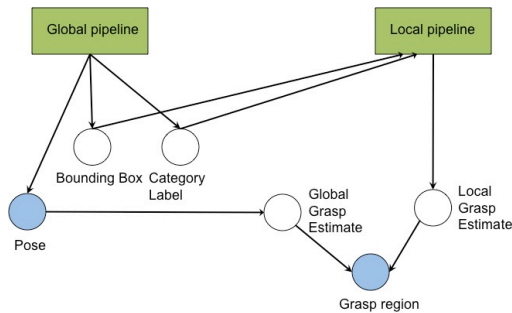 Global pipeline
Local pipeline
Bounding Box
Category
Label
Pose
Global
Grasp
Estimate
Local
Grasp
Estimate
Grasp region